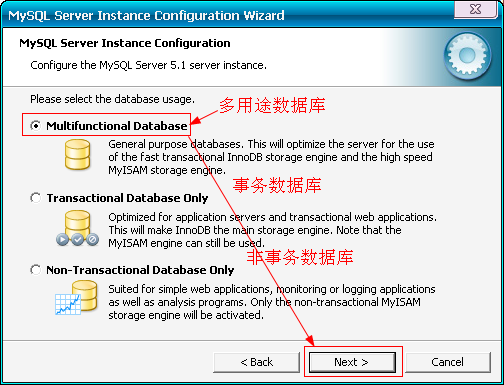 MySQL Server Instance Configuration Wizard
MySQL Server Instance Configuration
Configure the MySQL Server 5.1 server instance.
Please select the database usage.
多用途数据库
Multifunctional Database
General purpose databases. This will optimize the server for the use
of the fast transactional InnoDB storage engine and the high speed
MyISAM storage engine.
事务数据库
Transactional Database Only
Optimized for application servers and transactional web applications.
This will make InnoDB the main storage engine. Note that the
MyISAM engine can still be used.
非事务数据库
Non-Transactional Database Only
Suited for simple web applications, monitoring or logging applications
as well as analysis programs. Only the non-transactional MyISAM
storage engine will be activated.
< Back
Next >
Cancel